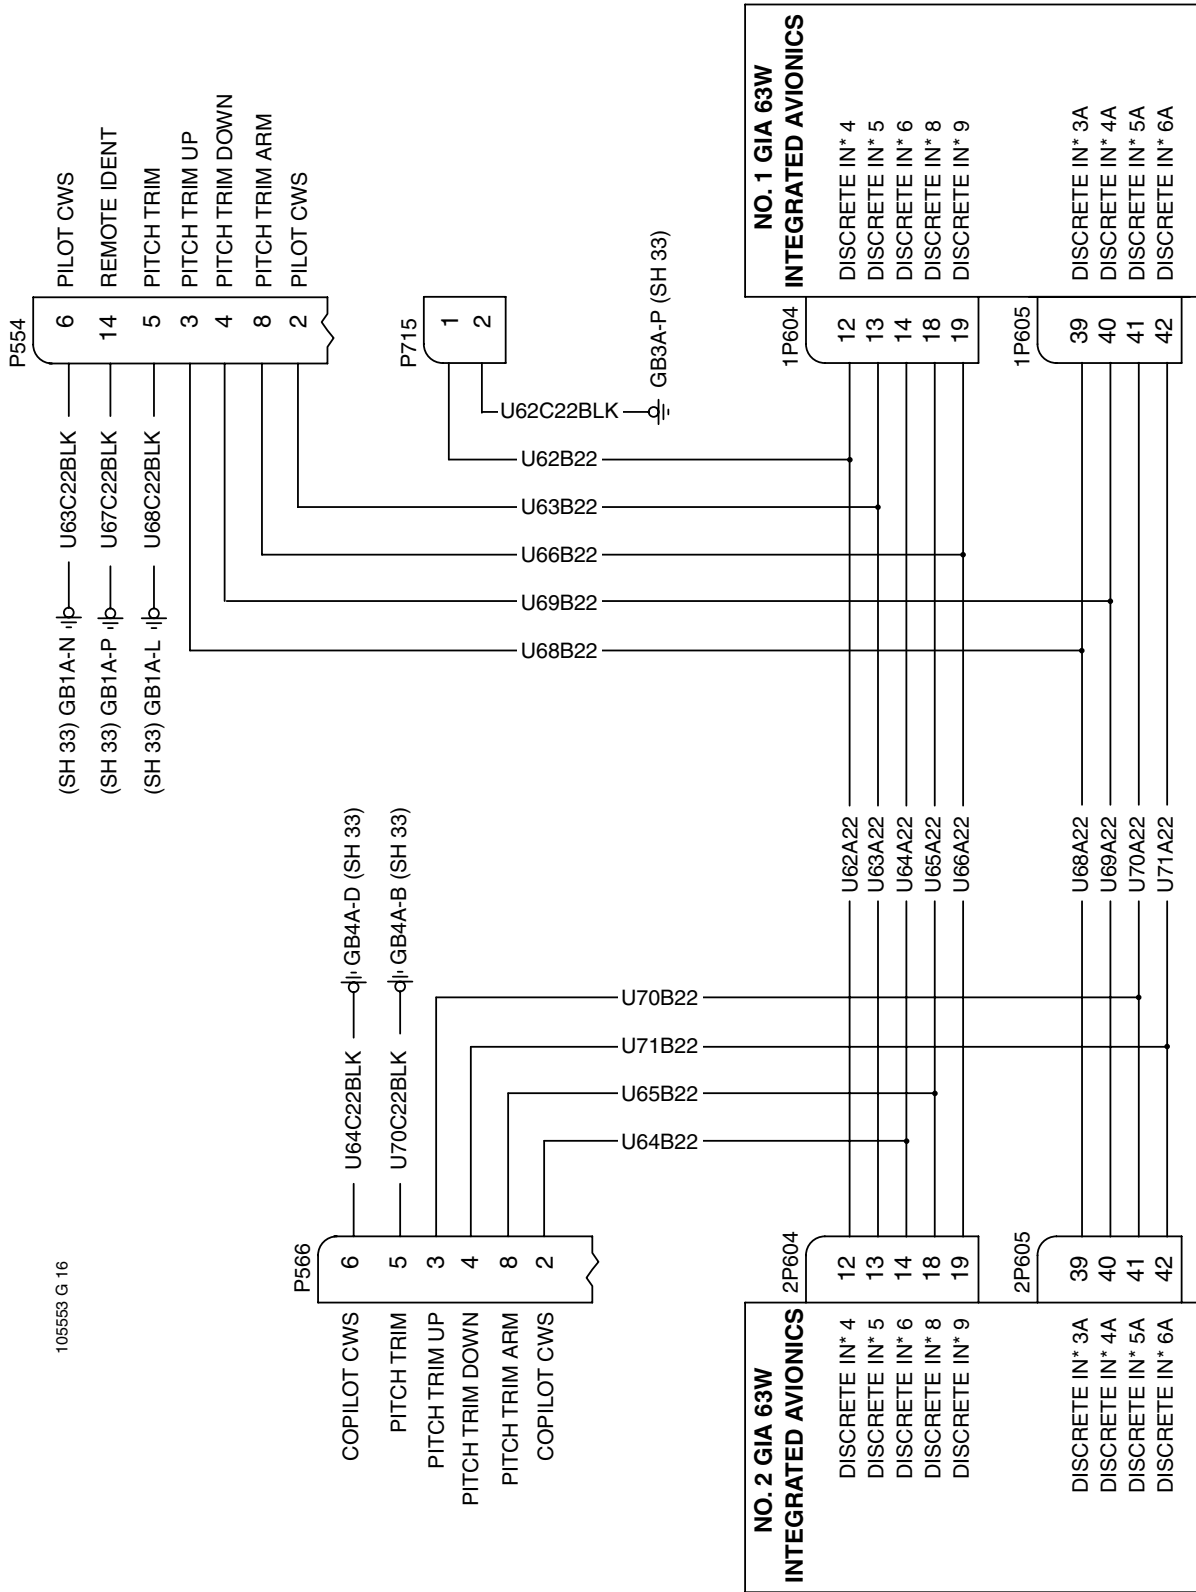 105553 G 16
P566
COPILOT CWS 6 U64C22BLK GB4A-D (SH 33)
PITCH TRIM 5 U70C22BLK GB4A-B (SH 33)
PITCH TRIM UP 3
PITCH TRIM DOWN 4
PITCH TRIM ARM 8
COPILOT CWS 2
U70B22
U71B22
U65B22
U64B22
P554
(SH 33) GB1A-N U63C22BLK 6 PILOT CWS
(SH 33) GB1A-P U67C22BLK 14 REMOTE IDENT
(SH 33) GB1A-L U68C22BLK 5 PITCH TRIM
3 PITCH TRIM UP
4 PITCH TRIM DOWN
8 PITCH TRIM ARM
2 PILOT CWS
P715
1
2
U62C22BLK GB3A-P (SH 33)
U62B22
U63B22
U66B22
U69B22
U68B22
NO. 2 GIA 63W
INTEGRATED AVIONICS
2P604
NO. 1 GIA 63W
INTEGRATED AVIONICS
1P604
DISCRETE IN* 4 12 U62A22 12 DISCRETE IN* 4
DISCRETE IN* 5 13 U63A22 13 DISCRETE IN* 5
DISCRETE IN* 6 14 U64A22 14 DISCRETE IN* 6
DISCRETE IN* 8 18 U65A22 18 DISCRETE IN* 8
DISCRETE IN* 9 19 U66A22 19 DISCRETE IN* 9
2P605
1P605
DISCRETE IN* 3A 39 U68A22 39 DISCRETE IN* 3A
DISCRETE IN* 4A 40 U69A22 40 DISCRETE IN* 4A
DISCRETE IN* 5A 41 U70A22 41 DISCRETE IN* 5A
DISCRETE IN* 6A 42 U71A22 42 DISCRETE IN* 6A